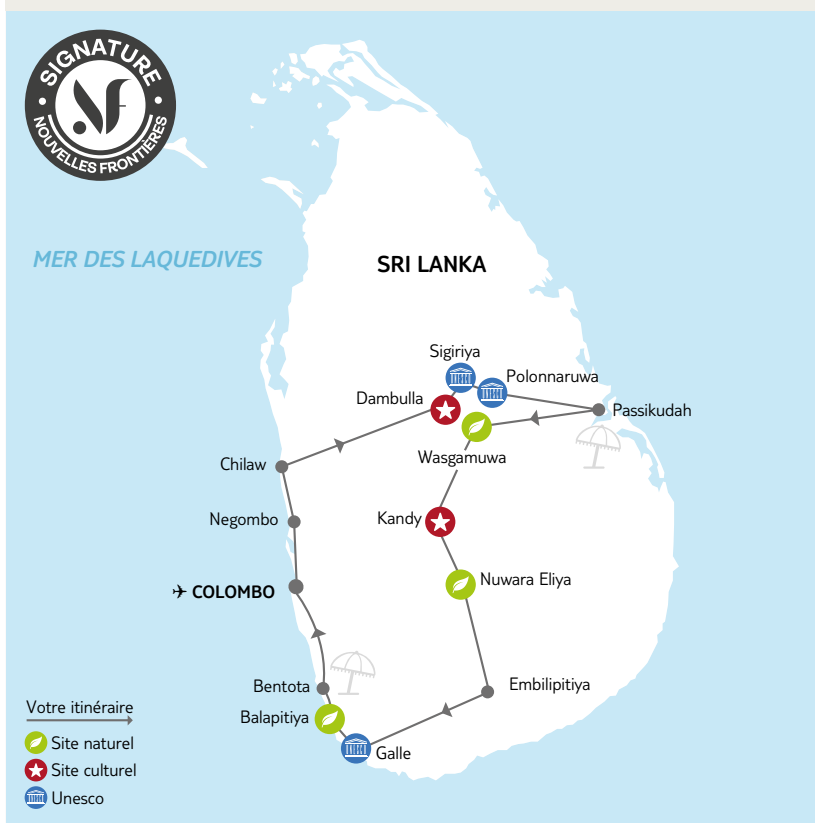 SIGNATURE
NF
NOUVELLES FRONTIÈRES
MER DES LAQUEDIVES
SRI LANKA
Sigiriya
Polonnaruwa
Dambulla
Passikudah
Wasgamuwa
Chilaw
Kandy
Negombo
Nuwara Eliya
COLOMBO
Bentota
Embilipitiya
Balapitiya
Galle
Votre itinéraire
Site naturel
Site culturel
Unesco